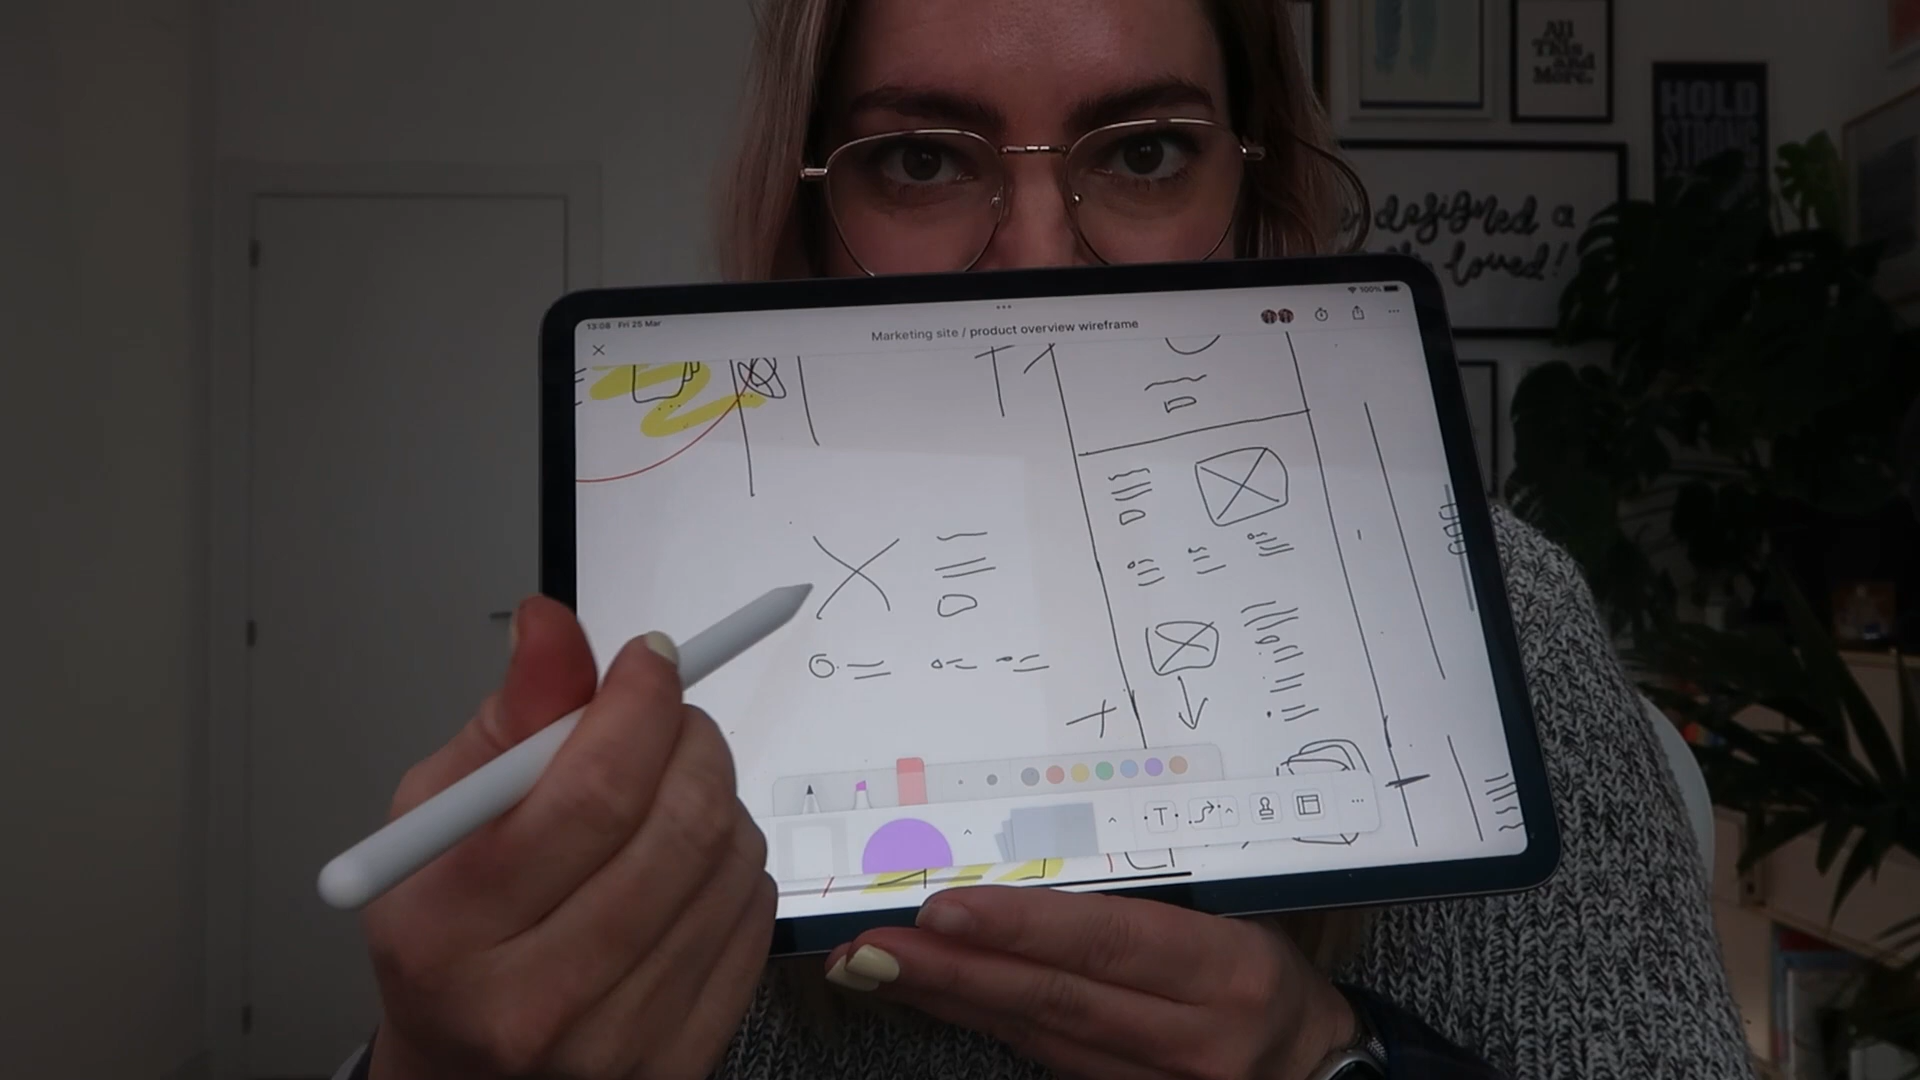 All
This
and
More.
HOLD
STRONG
designed a
loved!
13:08 Fri 25 Mar
100%
Marketing site / product overview wireframe
T